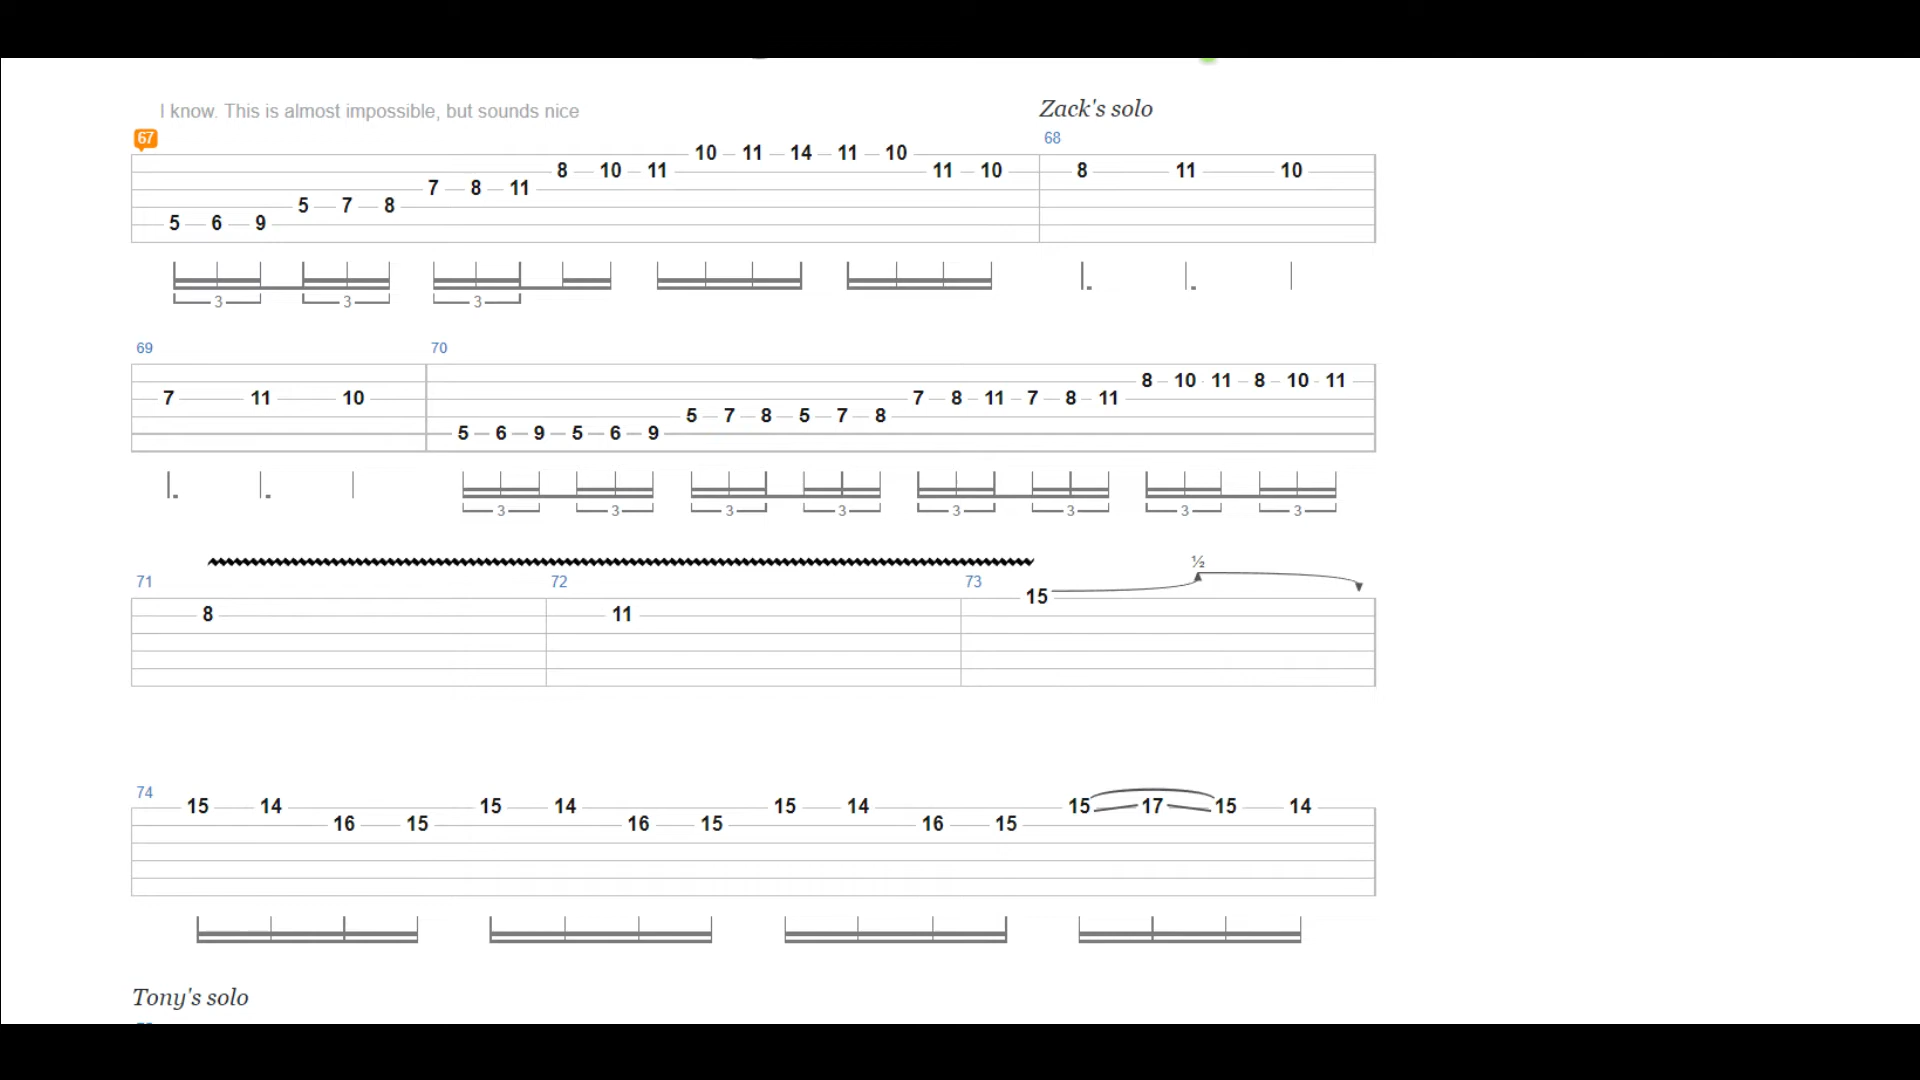 I know. This is almost impossible, but sounds nice
Zack's solo
67 68
10 11 14 11 10
8 10 11 11 10 8 11 10
7 8 11
5 7 8
5 6 9
3 3 3
69 70
8 10 11 8 10 11
7 11 10 7 8 11 7 8 11
5 7 8 5 7 8
5 6 9 5 6 9
3 3 3 3 3 3 3 3
½
71 72 73
15
8 11
74
15 14 15 14 15 14 15 17 15 14
16 15 16 15 16 15
Tony's solo